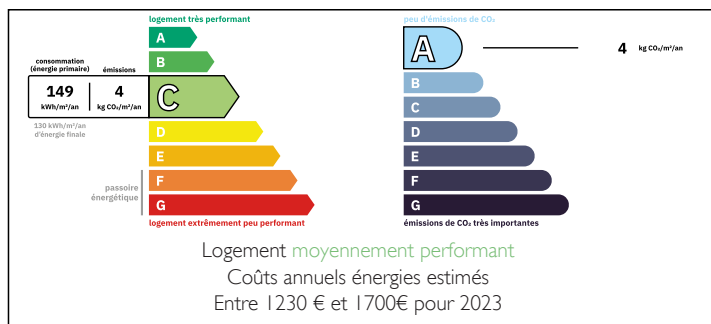 logement très performant
A
B
consommation
(énergie primaire)
émissions
149
kWh/m²/an
4
kg CO₂/m²/an
C
130 kWh/m²/an
d'énergie finale
D
E
passoire
énergétique
F
G
logement extrêmement peu performant
peu d'émissions de CO₂
A
4 kg CO₂/m²/an
B
C
D
E
F
G
émissions de CO₂ très importantes
Logement moyennement performant
Coûts annuels énergies estimés
Entre 1230 € et 1700€ pour 2023